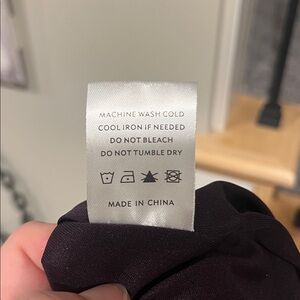 MACHINE WASH COLD
COOL IRON IF NEEDED
DO NOT BLEACH
DO NOT TUMBLE DRY
MADE IN CHINA